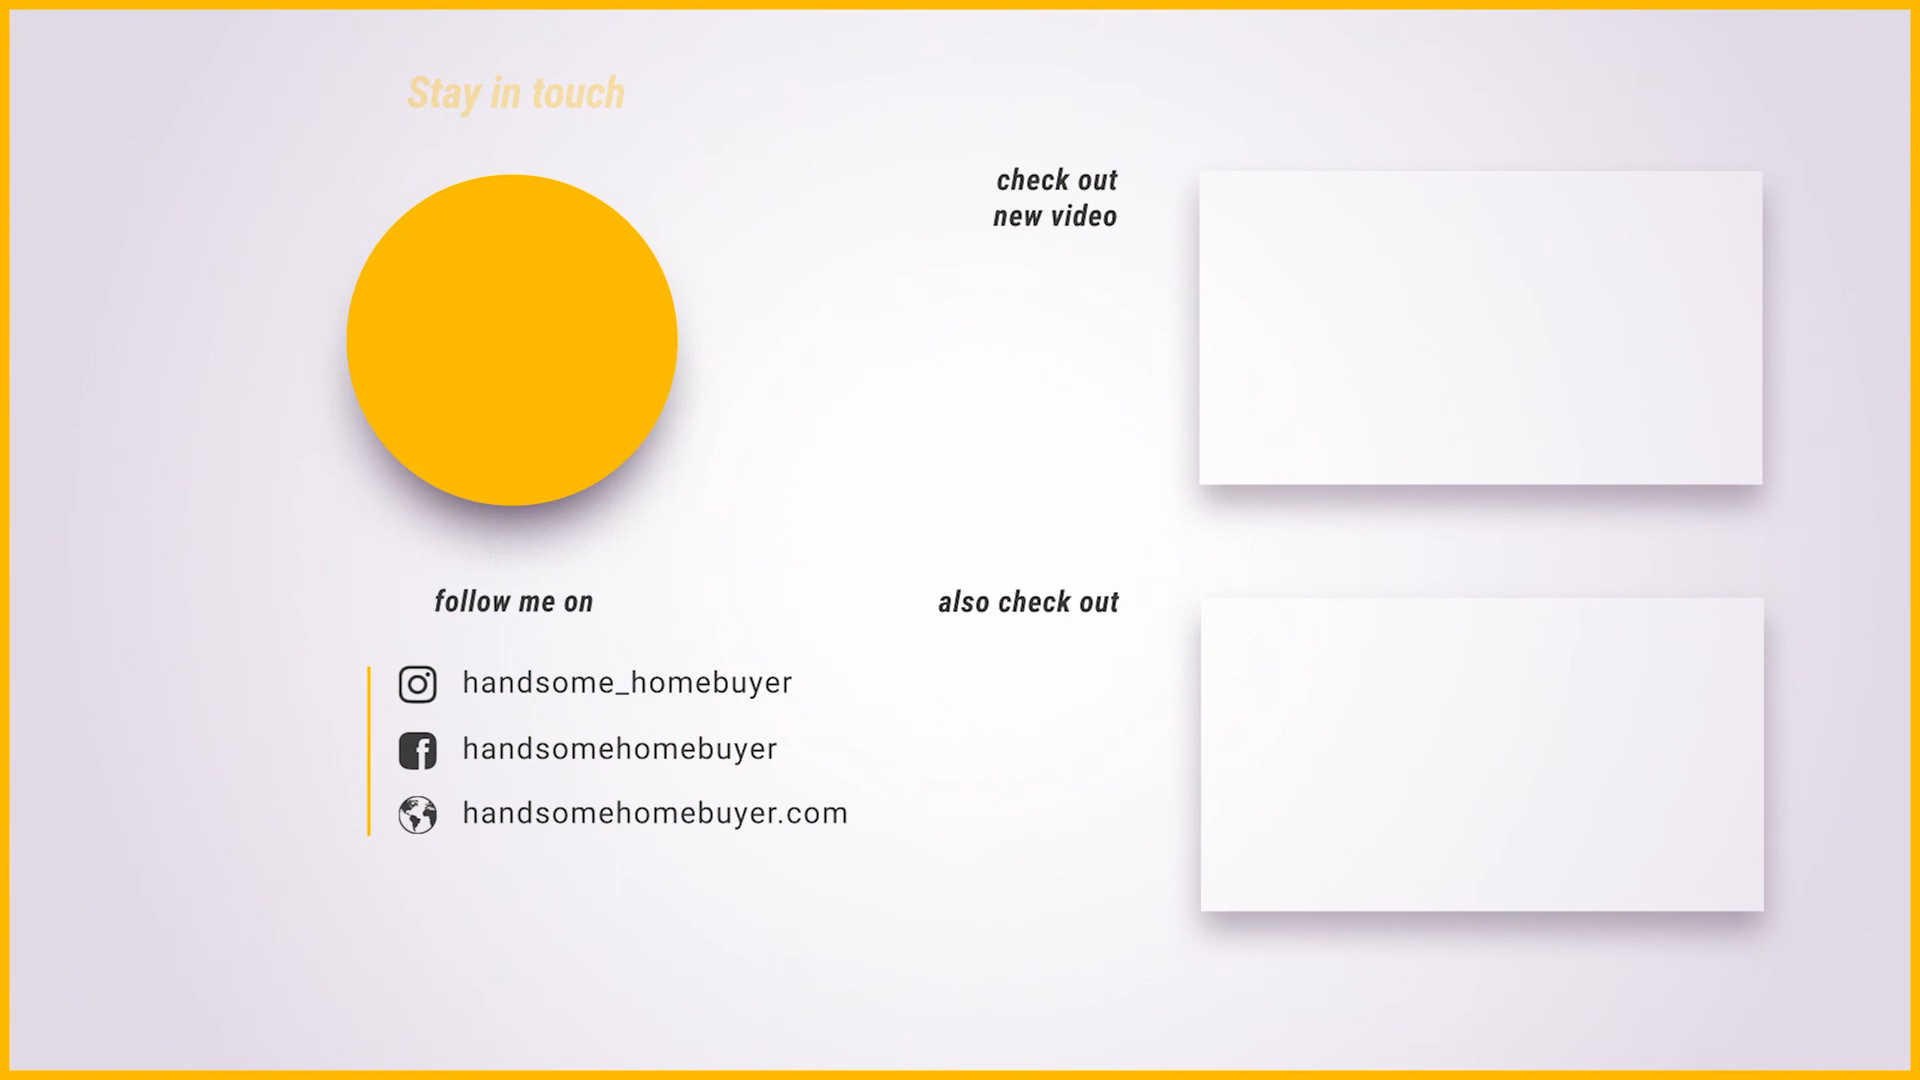 Stay in touch
check out
new video
follow me on
also check out
handsome_homebuyer
handsomehomebuyer
handsomehomebuyer.com